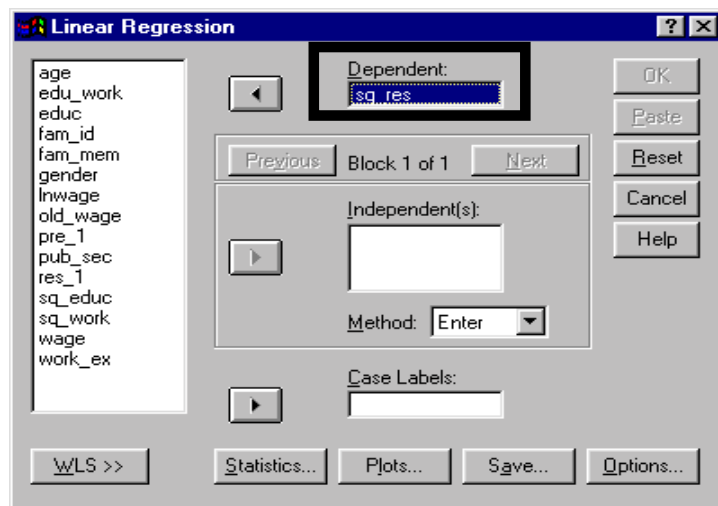 Linear Regression
age
edu_work
educ
fam_id
fam_mem
gender
lnwage
old_wage
pre_1
pub_sec
res_1
sq_educ
sq_work
wage
work_ex
Dependent:
sq_res
Previous
Block 1 of 1
Next
Independent(s):
Method: Enter
Case Labels:
OK
Paste
Reset
Cancel
Help
WLS >>
Statistics...
Plots...
Save...
Options...